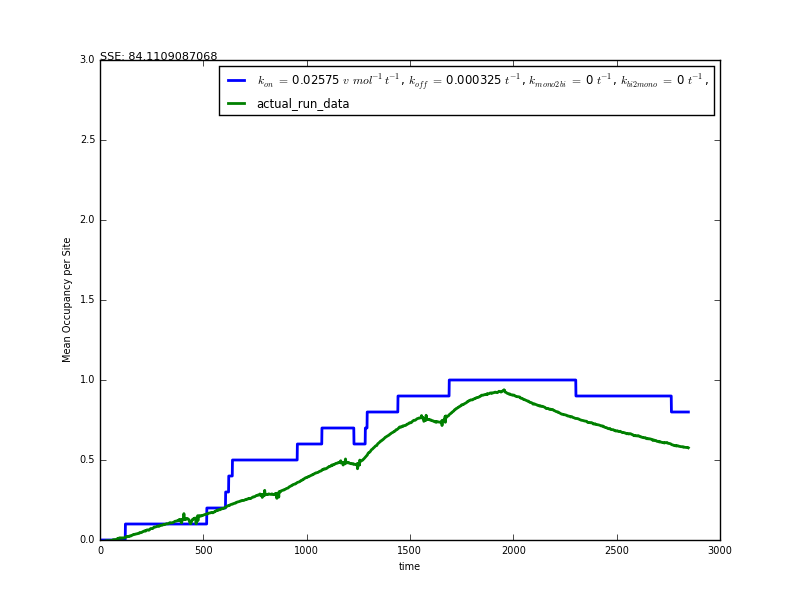 SSE: 84.1109087068
k_on = 0.02575 v mol^-1 t^-1, k_off = 0.000325 t^-1, k_mono2bi = 0 t^-1, k_bi2mono = 0 t^-1,
actual_run_data
3.0
2.5
2.0
1.5
1.0
0.5
0.0
Mean Occupancy per Site
0 500 1000 1500 2000 2500 3000
time